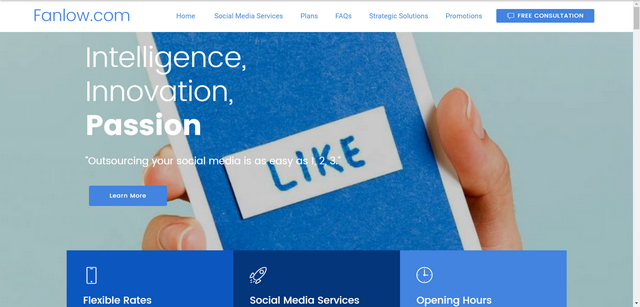 Fanlow.com
Home
Social Media Services
Plans
FAQs
Strategic Solutions
Promotions
FREE CONSULTATION
Intelligence,
Innovation,
Passion
"Outsourcing your social media is as easy as 1, 2, 3."
LIKE
Learn More
Flexible Rates
Social Media Services
Opening Hours